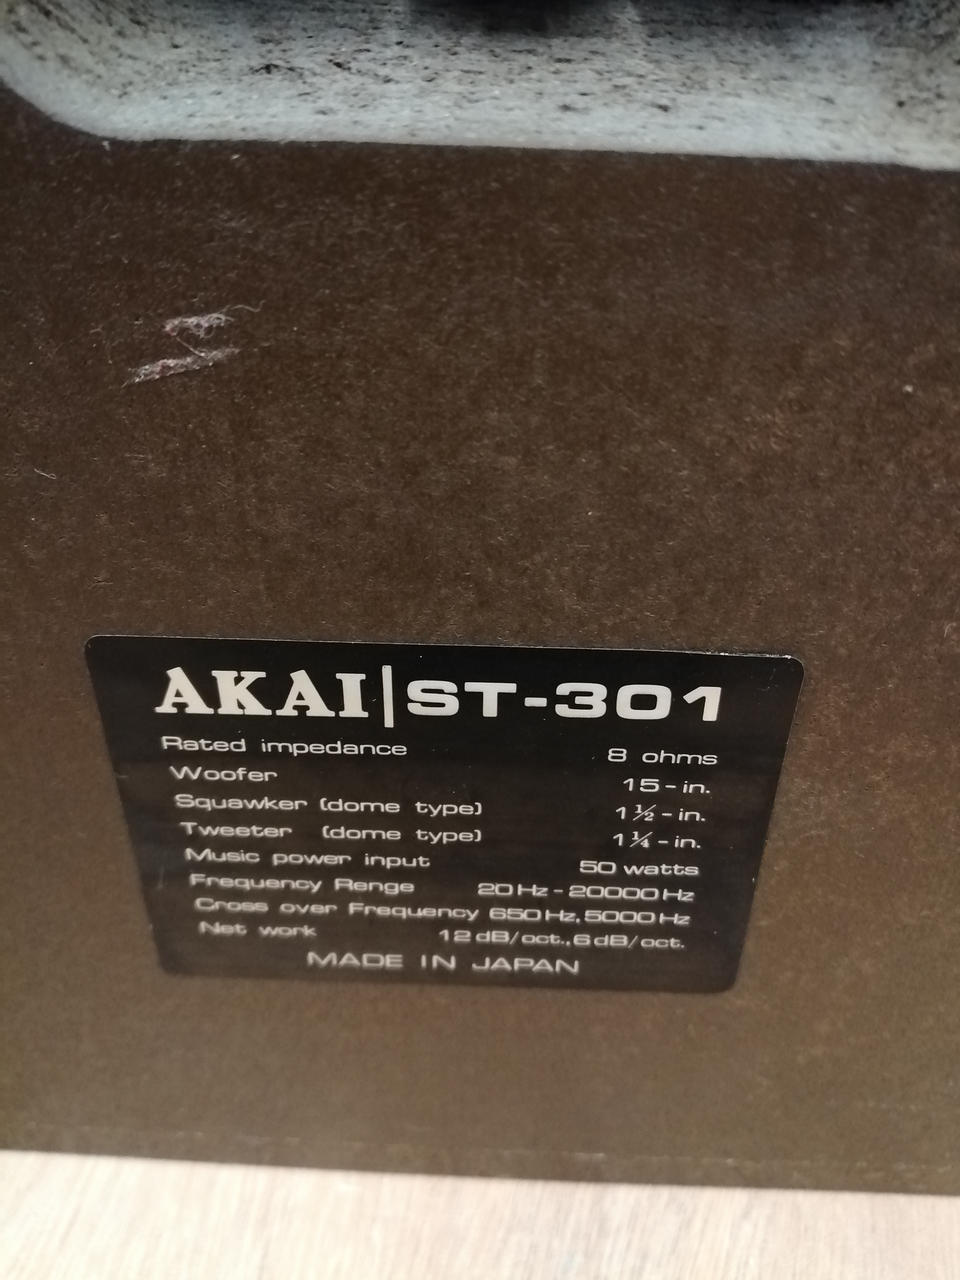 AKAI|ST-301
Rated impedance 8 ohms
Woofer 15-in.
Squawker (dome type) 1½-in.
Tweeter (dome type) 1¼-in.
Music power input 50 watts
Frequency Renge 20Hz-20000Hz
Cross over Frequency 650Hz, 5000Hz
Net work 12dB/oct.,6dB/oct.
MADE IN JAPAN